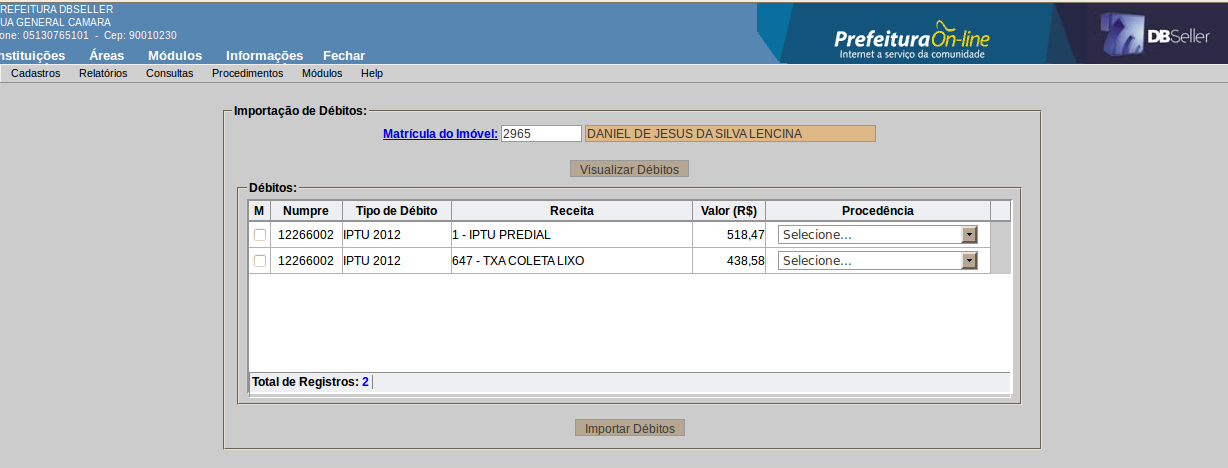 REFEITURA DBSELLER
UA GENERAL CAMARA
one: 05130765101 - Cep: 90010230
nstituições Áreas Módulos Informações Fechar
Prefeitura On-line
Internet a serviço da comunidade
DBSeller
Cadastros Relatórios Consultas Procedimentos Módulos Help
Importação de Débitos:
Matrícula do Imóvel: 2965 DANIEL DE JESUS DA SILVA LENCINA
Visualizar Débitos
Débitos:
M Numpre Tipo de Débito Receita Valor (R$) Procedência
12266002 IPTU 2012 1 - IPTU PREDIAL 518,47 Selecione...
12266002 IPTU 2012 647 - TXA COLETA LIXO 438,58 Selecione...
Total de Registros: 2
Importar Débitos